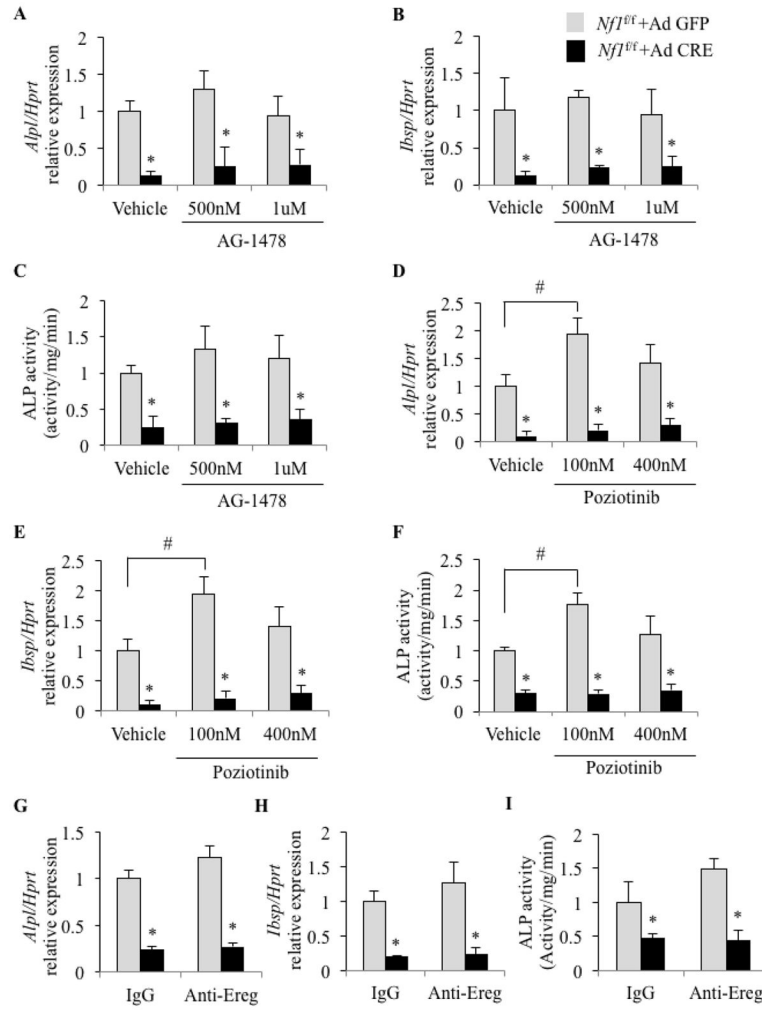 A
Alpl/Hprt
relative expression
2
1.5
1
0.5
0
*
*
*
Vehicle 500nM 1uM
AG-1478
B
Nf1f/f+Ad GFP
Nf1f/f+Ad CRE
Ibsp/Hprt
relative expression
2
1.5
1
0.5
0
*
*
*
Vehicle 500nM 1uM
AG-1478
C
ALP activity
(activity/mg/min)
2
1.5
1
0.5
0
*
*
*
Vehicle 500nM 1uM
AG-1478
D
Alpl/Hprt
relative expression
2.5
2
1.5
1
0.5
0
#
*
*
*
Vehicle 100nM 400nM
Poziotinib
E
Ibsp/Hprt
relative expression
2.5
2
1.5
1
0.5
0
#
*
*
*
Vehicle 100nM 400nM
Poziotinib
F
ALP activity
(activity/mg/min)
2.5
2
1.5
1
0.5
0
#
*
*
*
Vehicle 100nM 400nM
Poziotinib
G
Alpl/Hprt
relative expression
1.5
1
0.5
0
*
*
IgG Anti-Ereg
H
Ibsp/Hprt
relative expression
2
1.5
1
0.5
0
*
*
IgG Anti-Ereg
I
ALP activity
(Activity/mg/min)
2
1.5
1
0.5
0
*
*
IgG Anti-Ereg